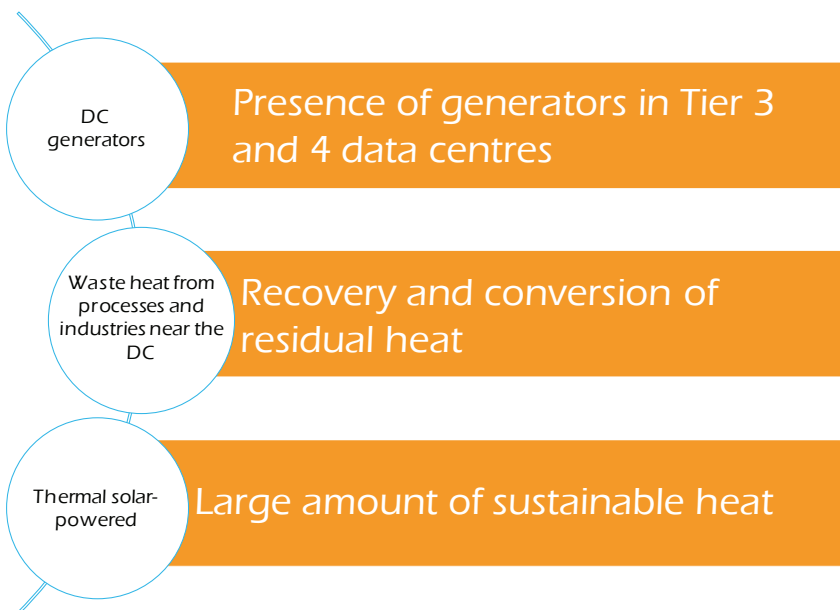 DC
generators
Presence of generators in Tier 3
and 4 data centres
Waste heat from
processes and
industries near the
DC
Recovery and conversion of
residual heat
Thermal solar-
powered
Large amount of sustainable heat